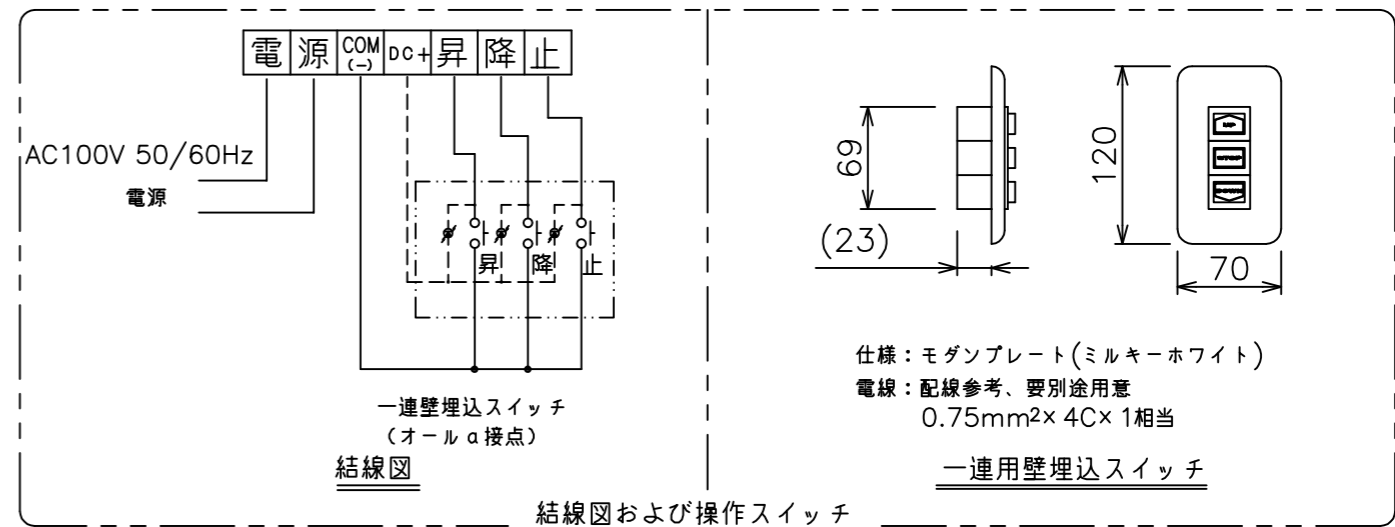 電 源 COM(-) DC+ 昇 降 止
AC100V 50/60Hz
電源
昇 降 止
一連壁埋込スイッチ
(オールa接点)
結線図
69
(23)
120
70
UP
STOP
DOWN
仕様：モダンプレート(ミルキーホワイト)
電線：配線参考、要別途用意
0.75mm²×4C×1相当
一連用壁埋込スイッチ
結線図および操作スイッチ